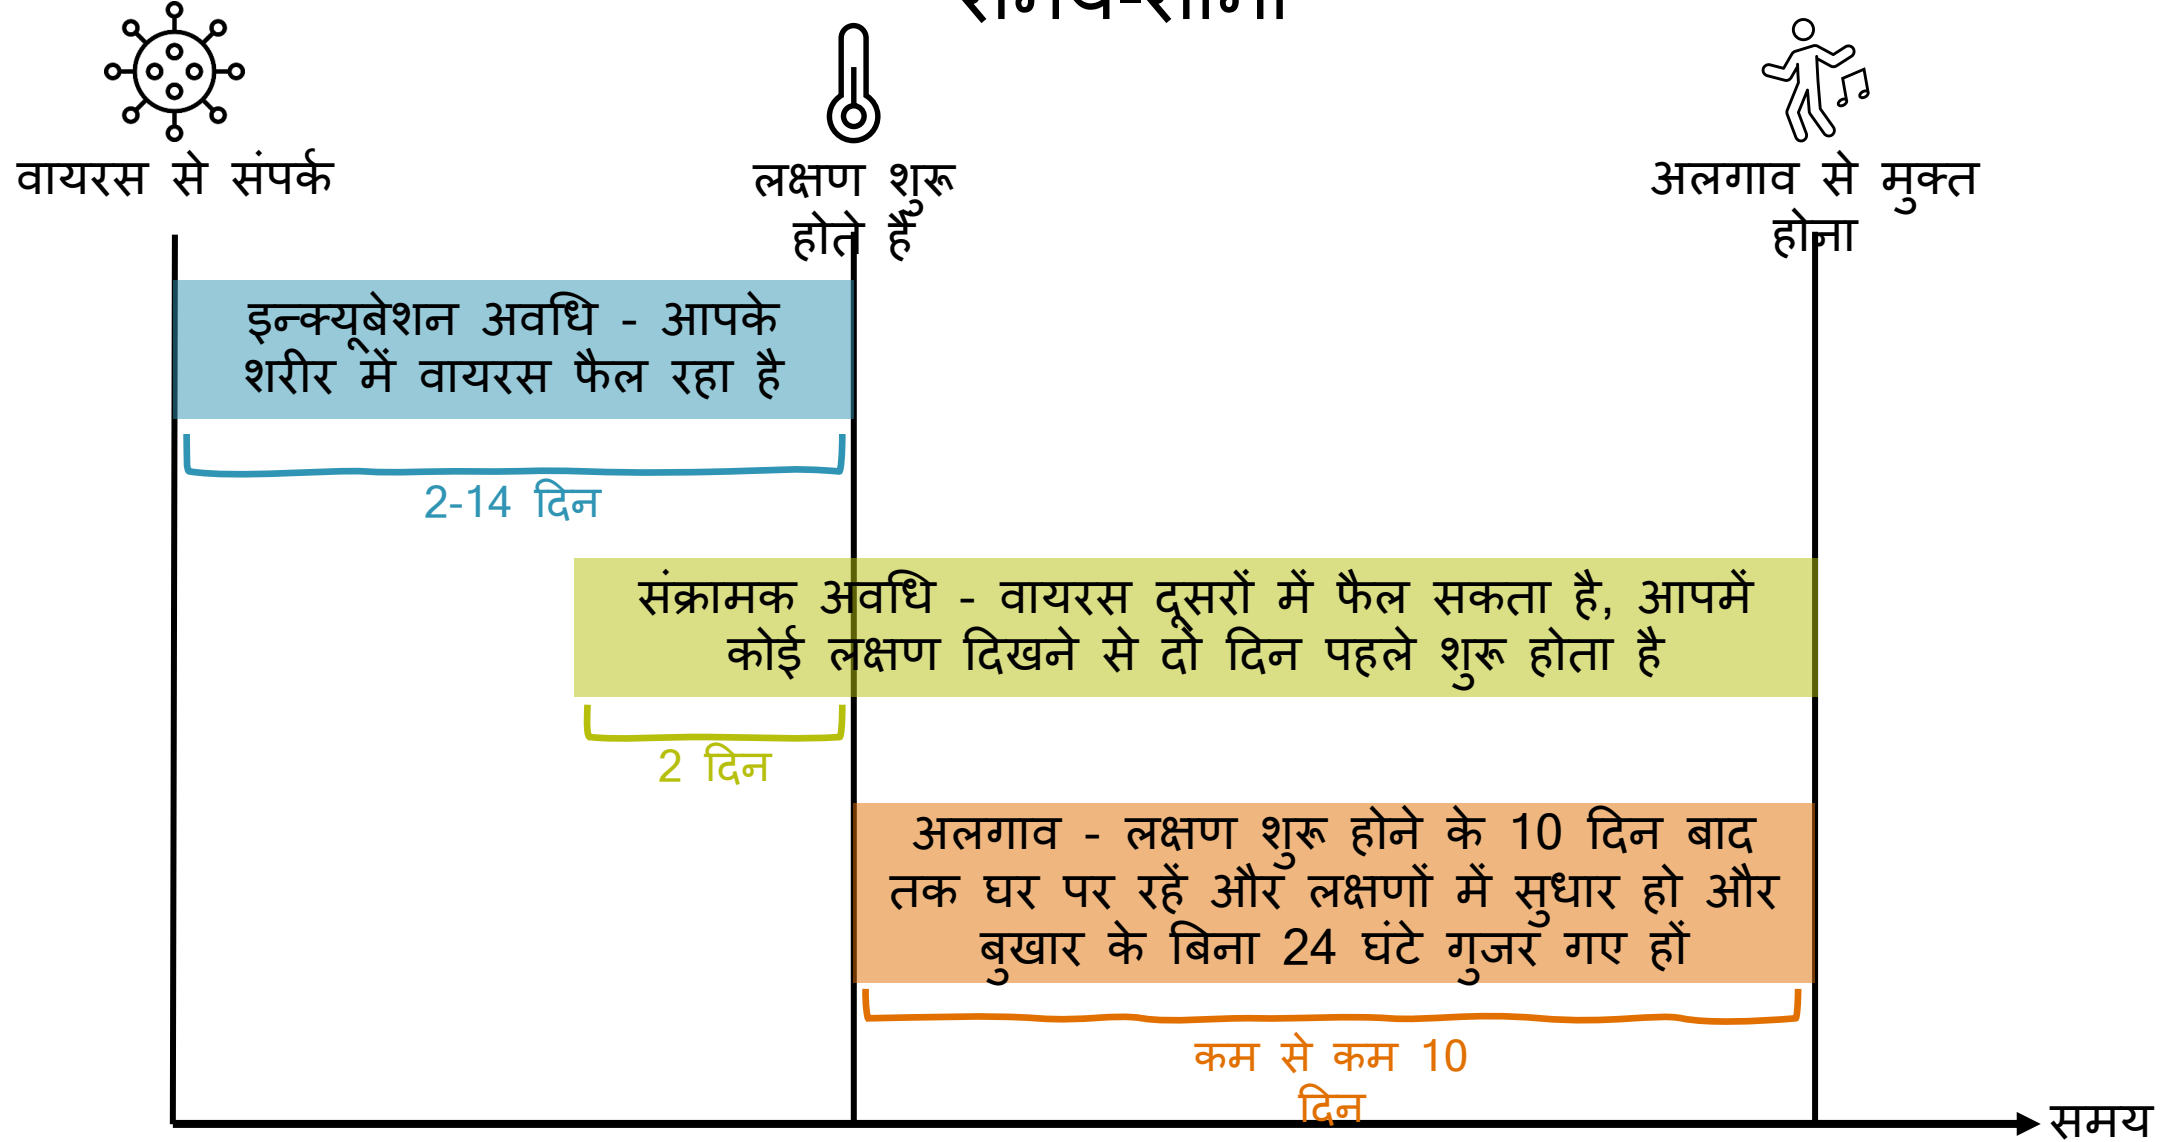 समय-सीमा
वायरस से संपर्क
लक्षण शुरू
होते हैं
अलगाव से मुक्त
होना
इन्क्यूबेशन अवधि - आपके
शरीर में वायरस फैल रहा है
2-14 दिन
संक्रामक अवधि - वायरस दूसरों में फैल सकता है, आपमें
कोई लक्षण दिखने से दो दिन पहले शुरू होता है
2 दिन
अलगाव - लक्षण शुरू होने के 10 दिन बाद
तक घर पर रहें और लक्षणों में सुधार हो और
बुखार के बिना 24 घंटे गुजर गए हों
कम से कम 10
दिन
समय